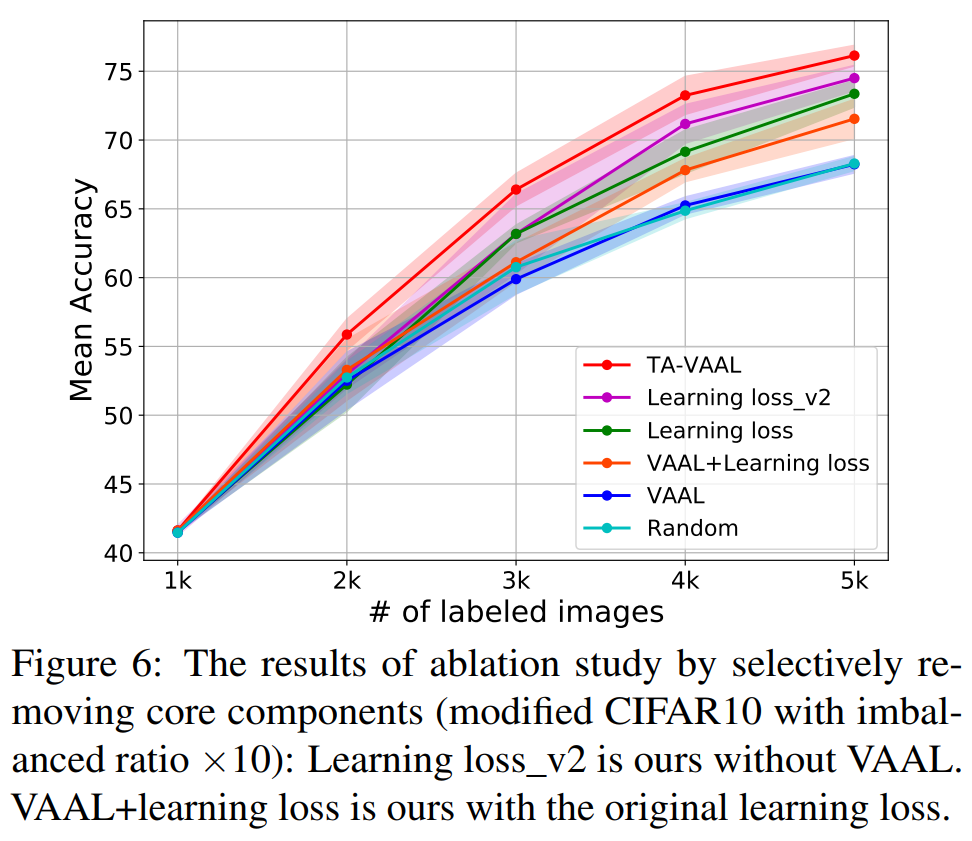 75
70
65
60
55
50
45
40
Mean Accuracy
TA-VAAL
Learning loss_v2
Learning loss
VAAL+Learning loss
VAAL
Random
1k 2k 3k 4k 5k
# of labeled images
Figure 6: The results of ablation study by selectively re-
moving core components (modified CIFAR10 with imbal-
anced ratio ×10): Learning loss_v2 is ours without VAAL.
VAAL+learning loss is ours with the original learning loss.